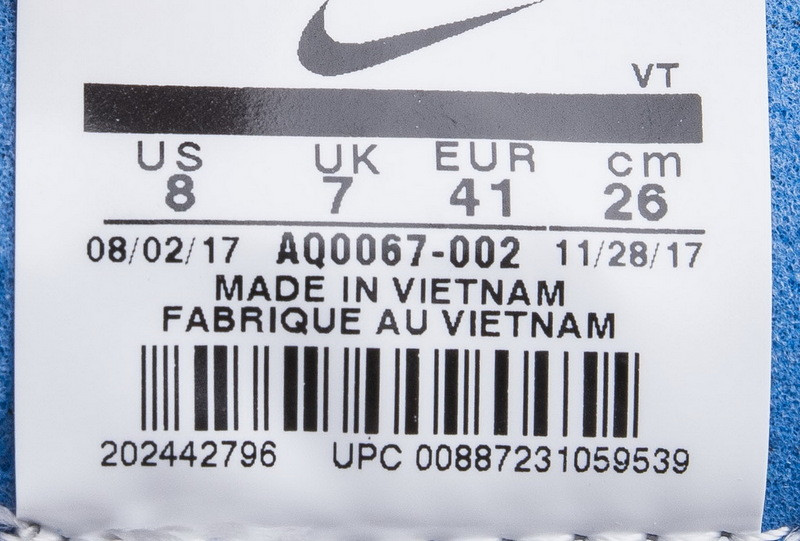 VT
US UK EUR cm
8 7 41 26
08/02/17 AQ0067-002 11/28/17
MADE IN VIETNAM
FABRIQUE AU VIETNAM
202442796 UPC 00887231059539